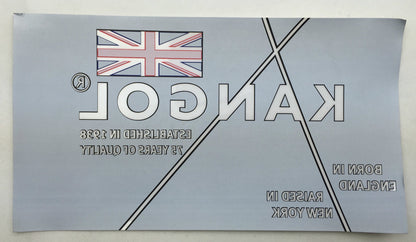 KANGOL®
ESTABLISHED IN 1938
75 YEARS OF QUALITY
BORN IN
ENGLAND
RAISED IN
NEW YORK